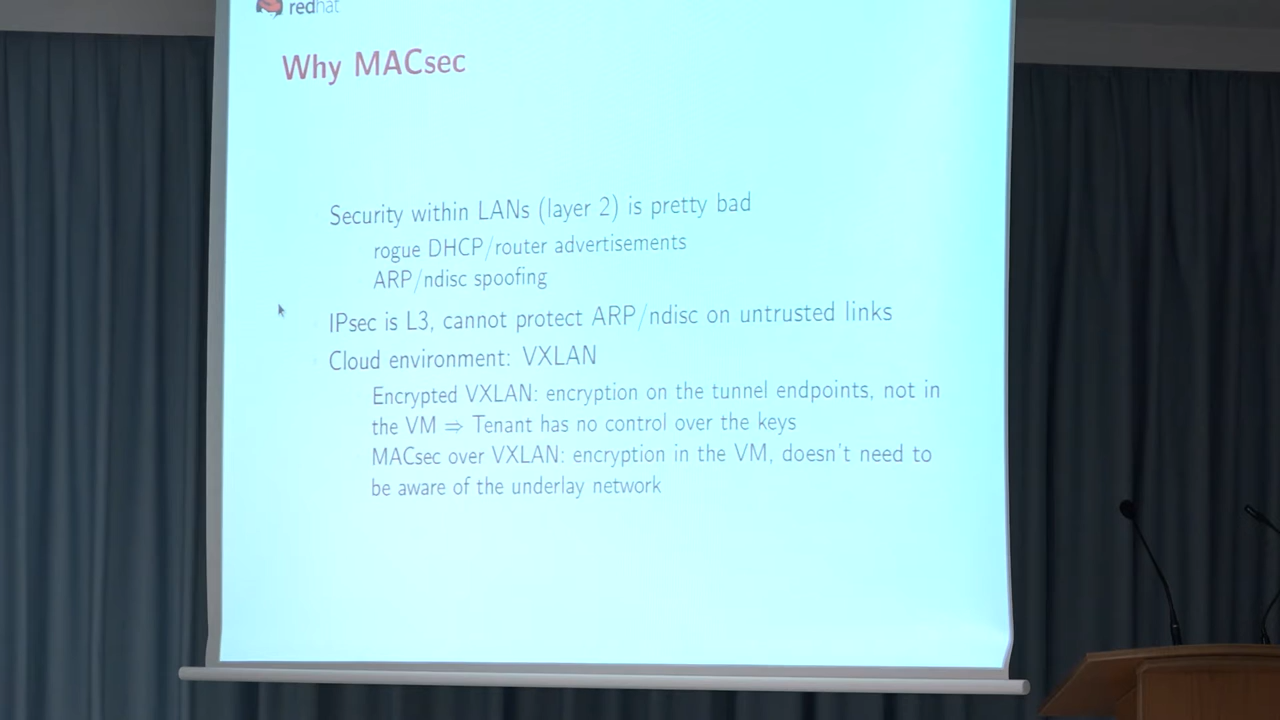 redhat
Why MACsec
Security within LANs (layer 2) is pretty bad
rogue DHCP/router advertisements
ARP/ndisc spoofing
IPsec is L3, cannot protect ARP/ndisc on untrusted links
Cloud environment: VXLAN
Encrypted VXLAN: encryption on the tunnel endpoints, not in
the VM ⇒ Tenant has no control over the keys
MACsec over VXLAN: encryption in the VM, doesn't need to
be aware of the underlay network